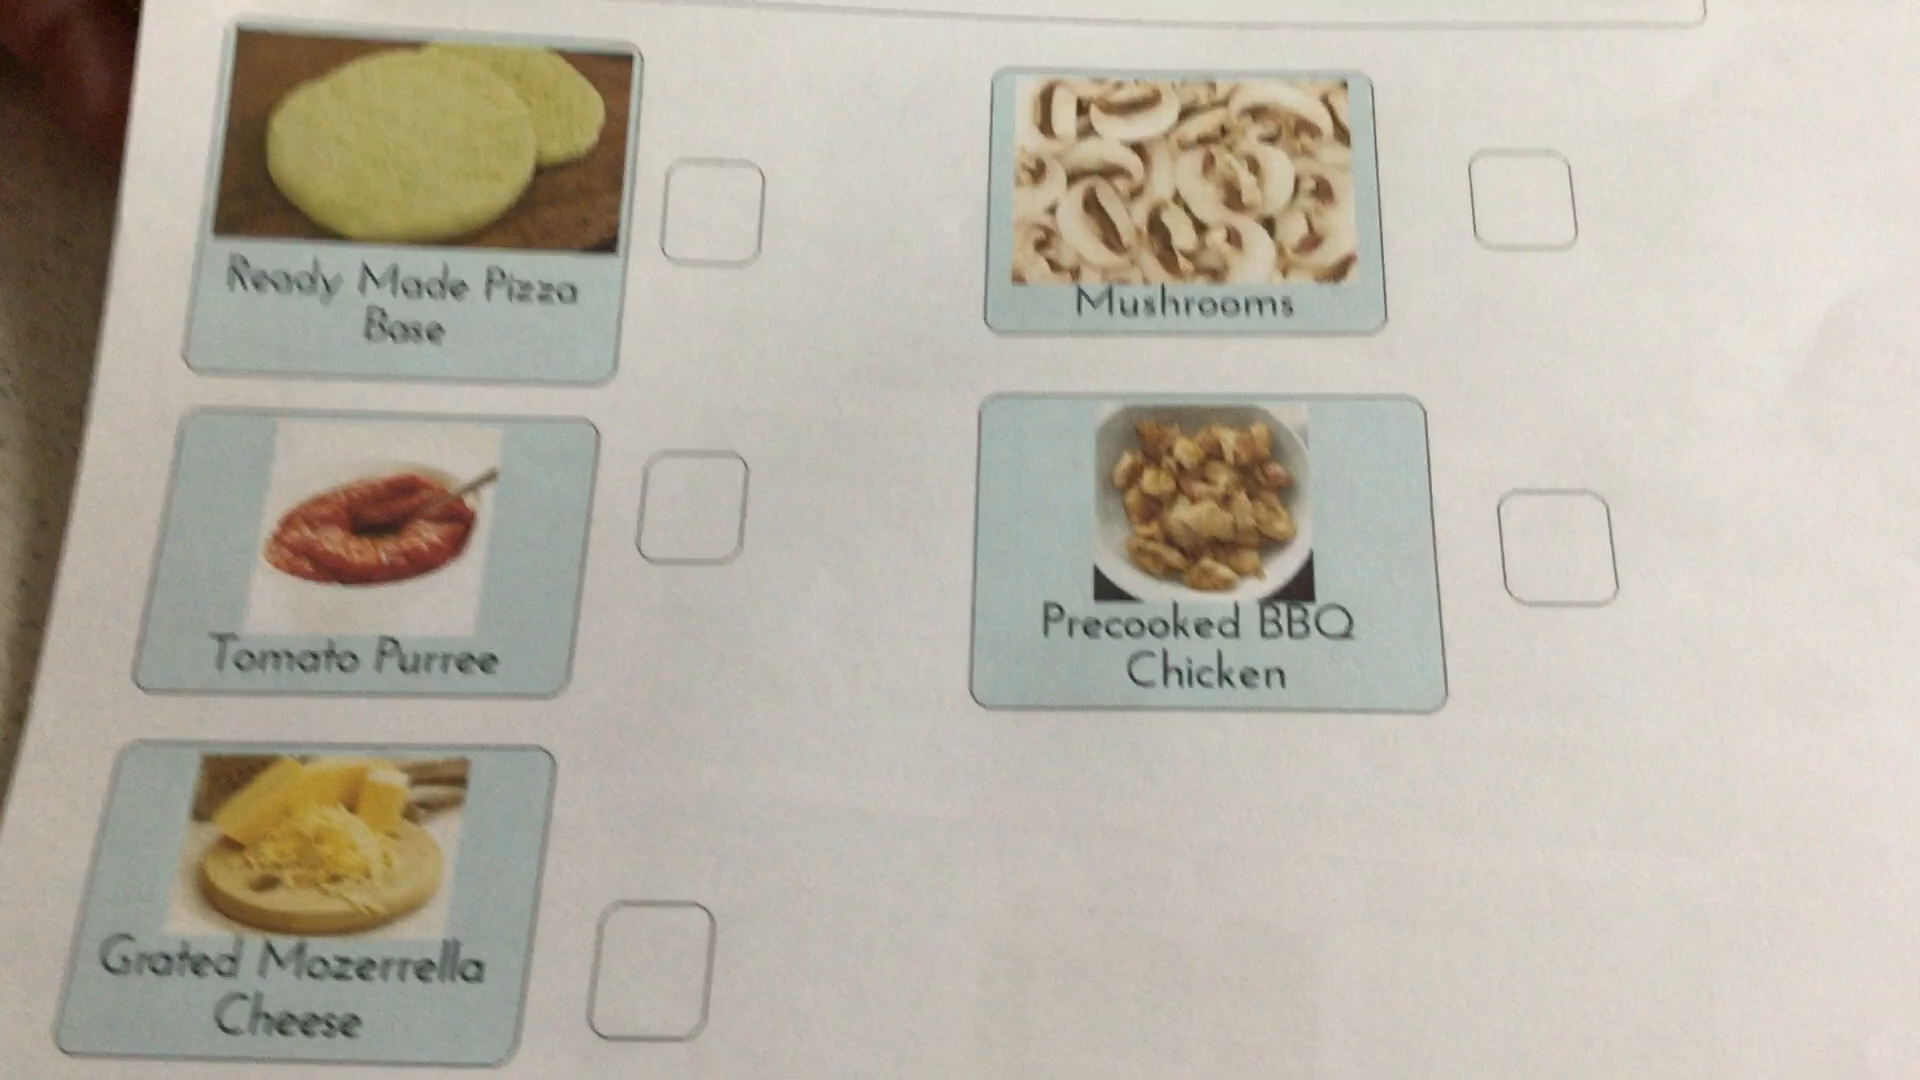 Ready Made Pizza
Base
Mushrooms
Tomato Purree
Precooked BBQ
Chicken
Grated Mozerrella
Cheese